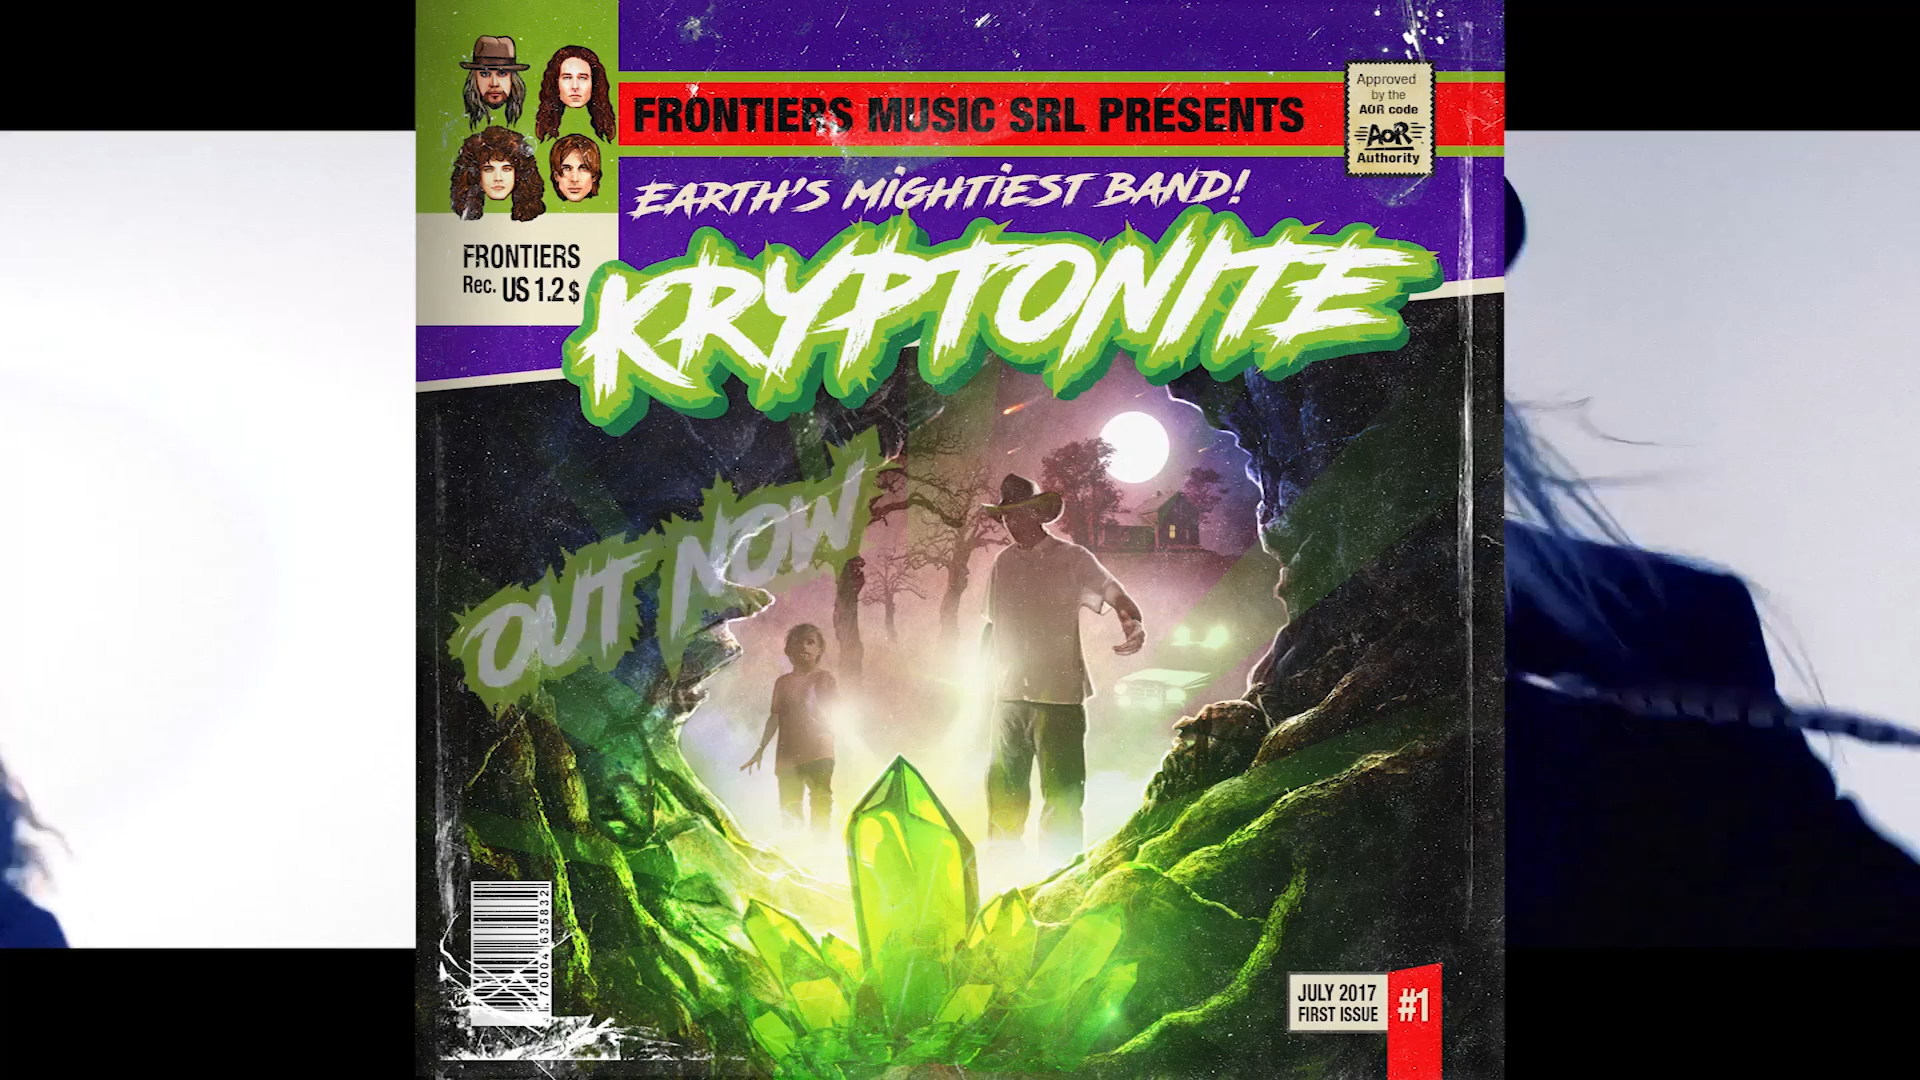 FRONTIERS MUSIC SRL PRESENTS
Approved
by the
AOR code
AOR
Authority
EARTH'S MIGHTIEST BAND!
KRYPTONITE
FRONTIERS
Rec. US 1.2 $
OUT NOW
JULY 2017
FIRST ISSUE
#1